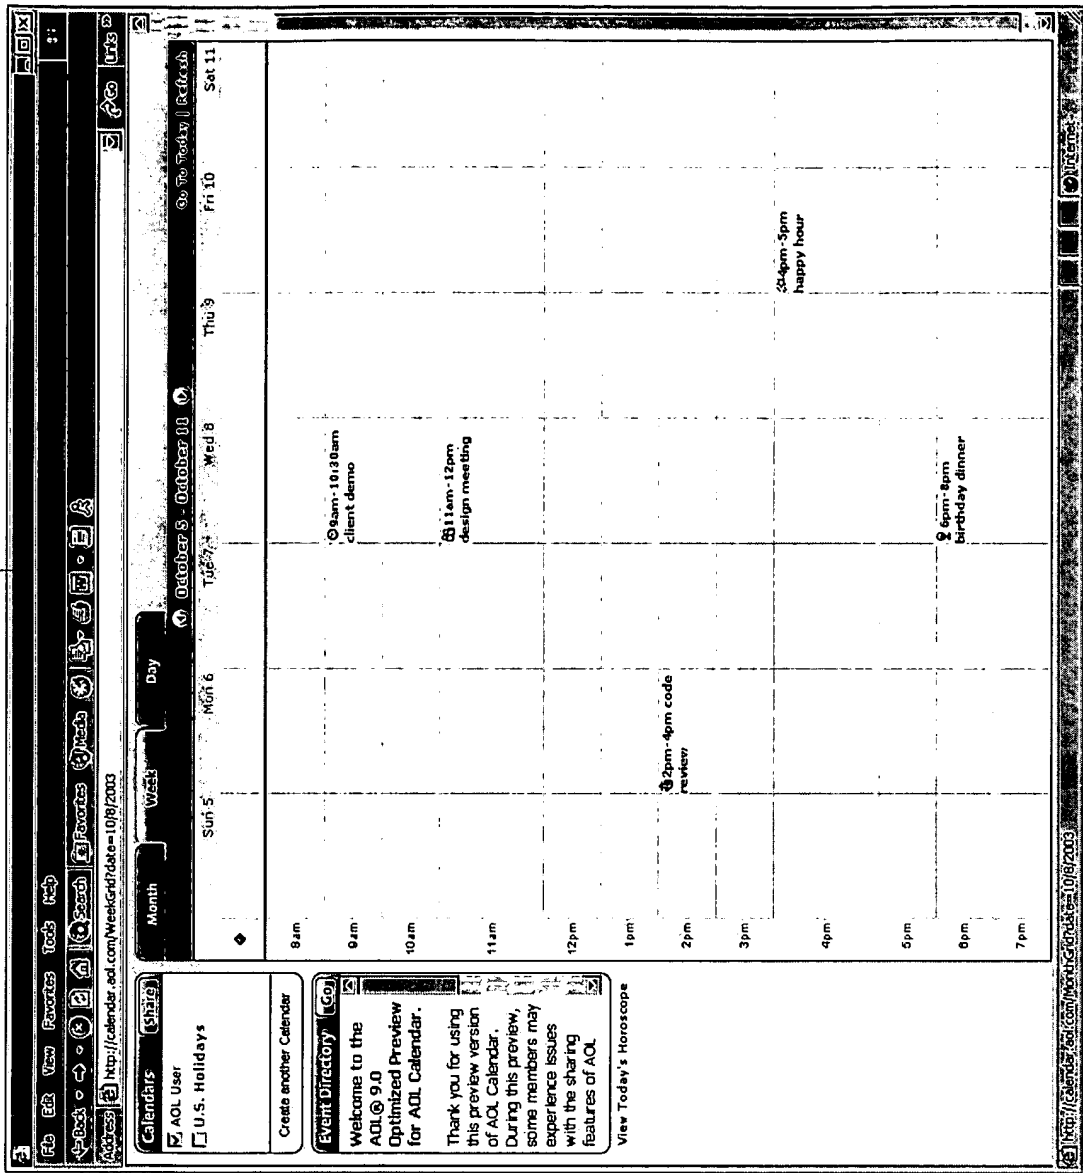 File Edit View Favorites Tools Help
Back Search Favorites Media
Address http://calendar.aol.com/WeekGrid?date=10/8/2003 Go Links »
Calendars Share
AOL User
U.S. Holidays
Create another Calendar
Event Directory Go
Welcome to the
AOL® 9.0
Optimized Preview
for AOL Calendar.
Thank you for using
this preview version
of AOL Calendar.
During this preview,
some members may
experience issues
with the sharing
features of AOL
View Today's Horoscope
Month Week Day
October 5 - October 11 Go To Today | Refresh
Sun 5 Mon 6 Tue 7 Wed 8 Thu 9 Fri 10 Sat 11
8am
9am
9am-10:30am
client demo
10am
11am
11am-12pm
design meeting
12pm
1pm
2pm
2pm-4pm code
review
3pm
4pm
4pm-5pm
happy hour
5pm
6pm
6pm-8pm
birthday dinner
7pm
http://calendar.aol.com/MonthGrid?date=10/8/2003 Internet